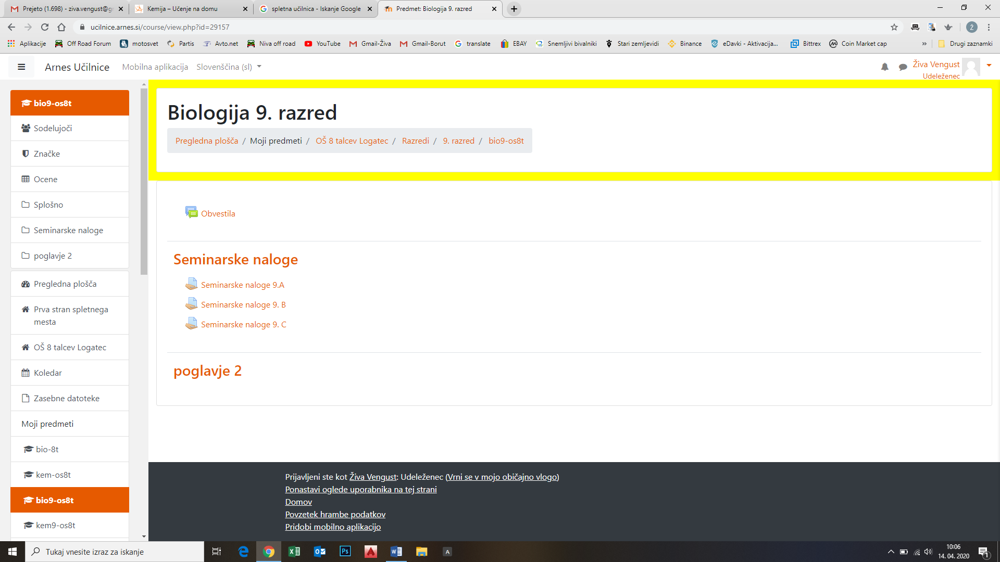 Prejeto (1.698) - ziva.vengust@gr
Kemija – Učenje na domu
spletna učilnica - Iskanje Google
Predmet: Biologija 9. razred
ucilnice.arnes.si/course/view.php?id=29157
Ž
Aplikacije
Off Road Forum
motosvet
Partis
Avto.net
Niva off road
YouTube
Gmail-Živa
Gmail-Borut
translate
EBAY
Snemljivi bivalniki
Stari zemljevidi
Binance
eDavki - Aktivacija...
Bittrex
Coin Market cap
»
Drugi zaznamki
Arnes Učilnice
Mobilna aplikacija
Slovenščina (sl)
Živa Vengust
Udeleženec
bio9-os8t
Sodelujoči
Značke
Ocene
Splošno
Seminarske naloge
poglavje 2
Pregledna plošča
Prva stran spletnega
mesta
OŠ 8 talcev Logatec
Koledar
Zasebne datoteke
Moji predmeti
bio-8t
kem-os8t
bio9-os8t
kem9-os8t
Biologija 9. razred
Pregledna plošča / Moji predmeti / OŠ 8 talcev Logatec / Razredi / 9. razred / bio9-os8t
Obvestila
Seminarske naloge
Seminarske naloge 9.A
Seminarske naloge 9. B
Seminarske naloge 9. C
poglavje 2
Prijavljeni ste kot Živa Vengust: Udeleženec (Vrni se v mojo običajno vlogo)
Ponastavi oglede uporabnika na tej strani
Domov
Povzetek hrambe podatkov
Pridobi mobilno aplikacijo
Tukaj vnesite izraz za iskanje
Ps
A
10:06
14. 04. 2020
1